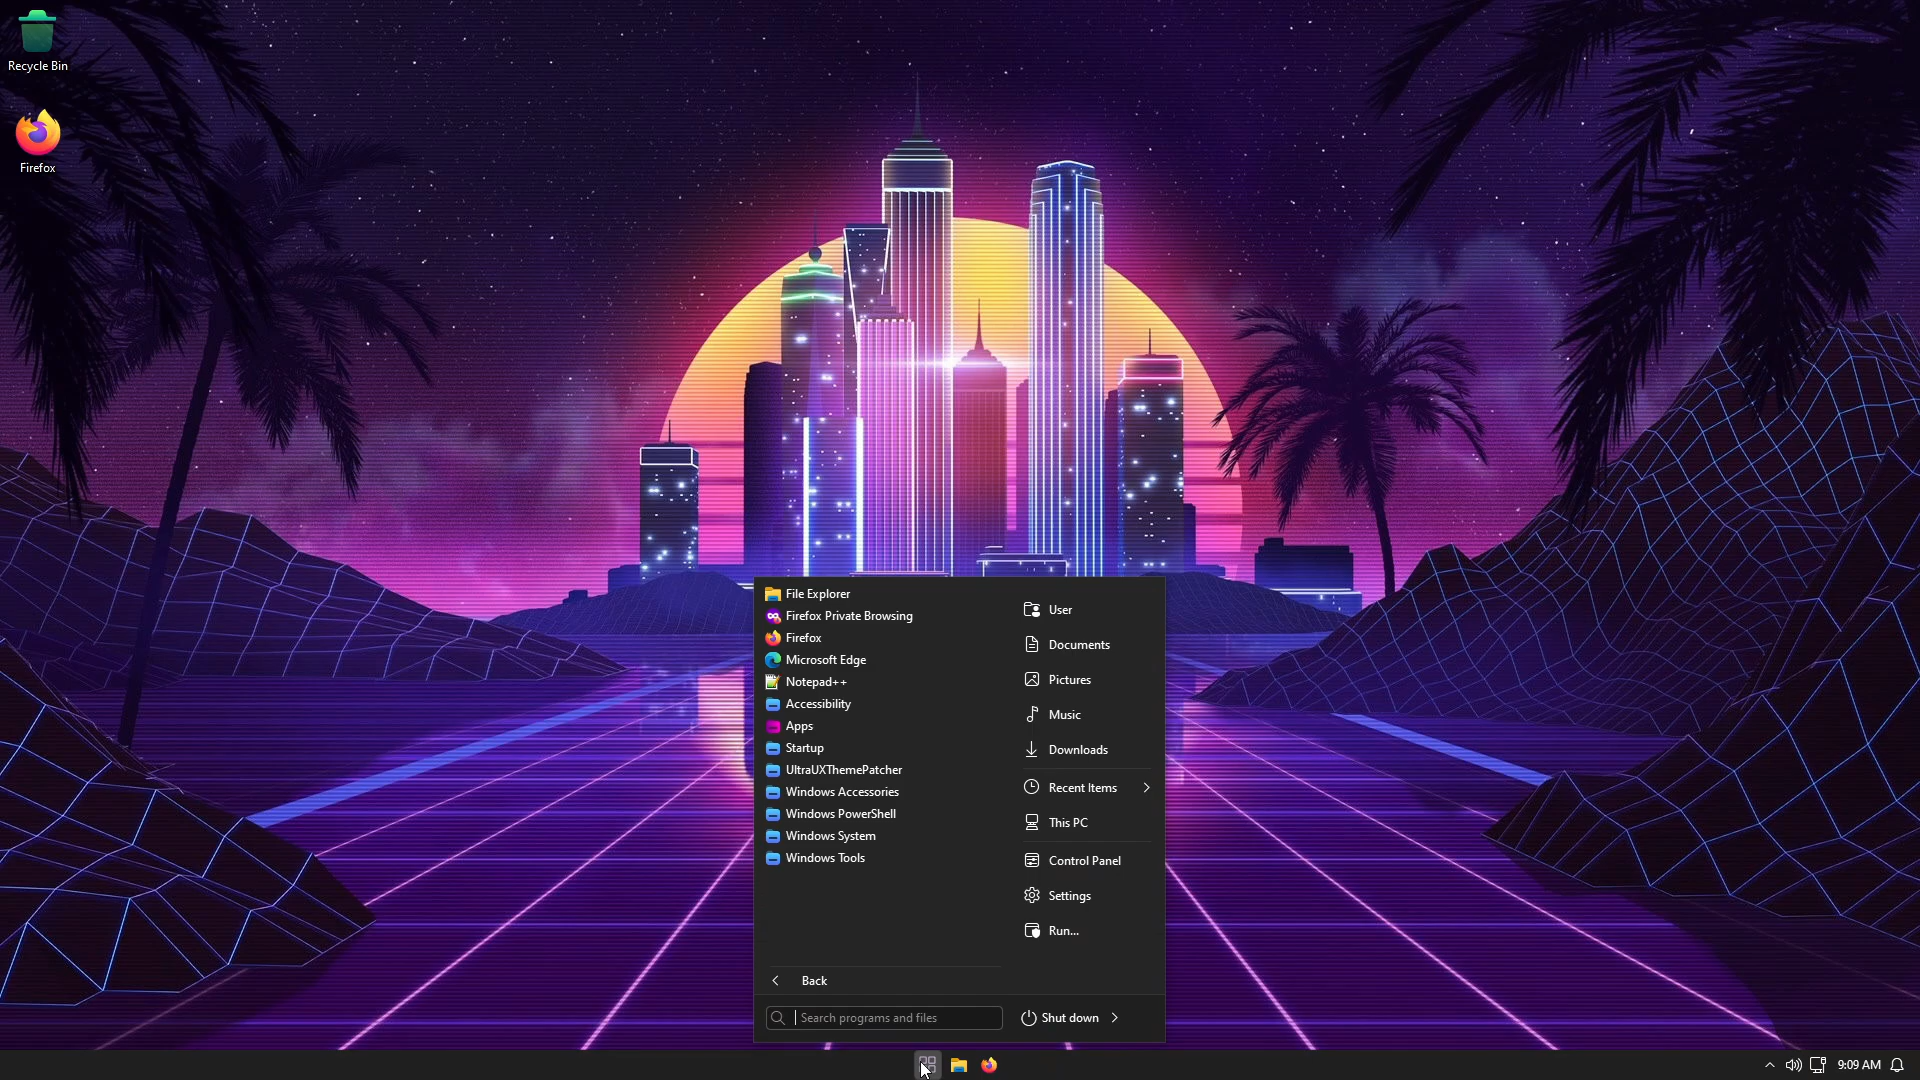 Recycle Bin
Firefox
File Explorer
Firefox Private Browsing
Firefox
Microsoft Edge
Notepad++
Accessibility
Apps
Startup
UltraUXThemePatcher
Windows Accessories
Windows PowerShell
Windows System
Windows Tools
Back
Search programs and files
User
Documents
Pictures
Music
Downloads
Recent Items
This PC
Control Panel
Settings
Run...
Shut down
9:09 AM